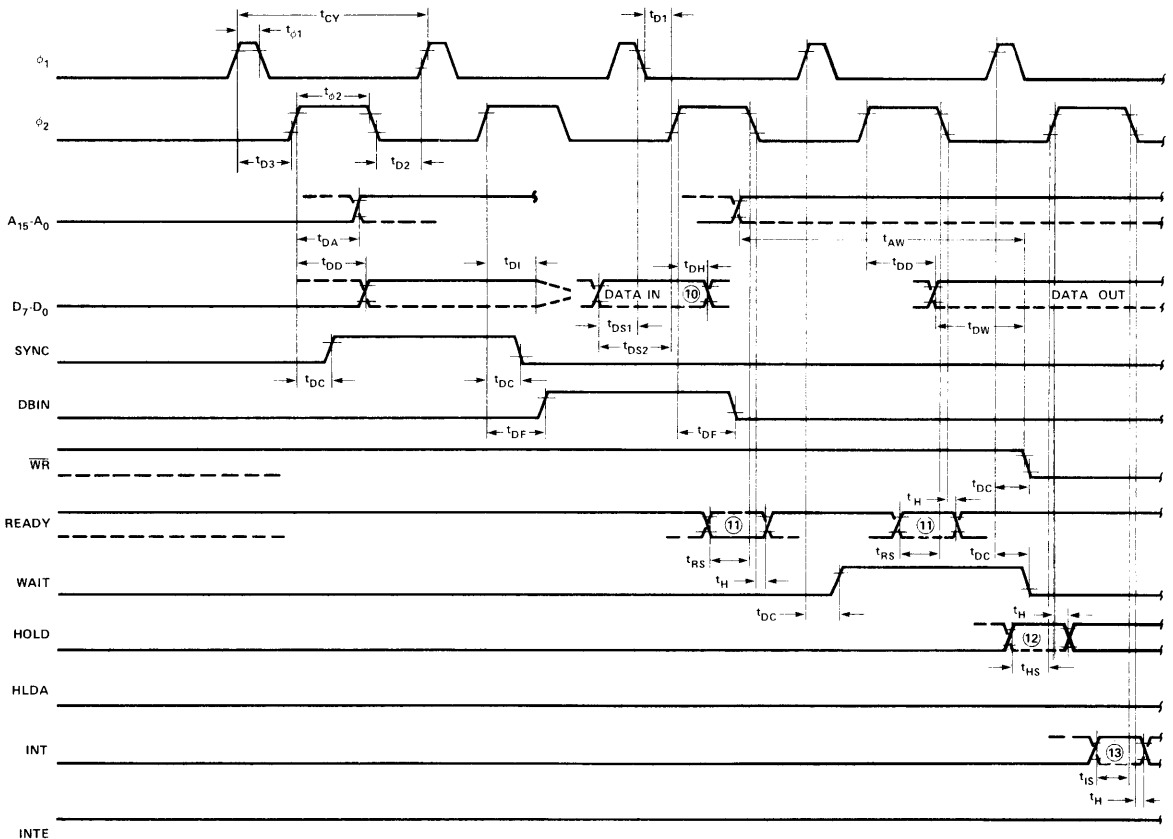 tCY
tD1
tφ1
φ1
tφ2
φ2
tD3
tD2
A15-A0
tDA
tAW
tDD
tDI
tDH
tDD
D7-D0
DATA IN
10
DATA OUT
tDS1
tDW
SYNC
tDS2
tDC
tDC
DBIN
tDF
tDF
WR
tDC
tH
READY
11
11
tRS
tRS
tDC
WAIT
tH
tDC
tH
HOLD
12
tHS
HLDA
INT
13
tIS
tH
INTE